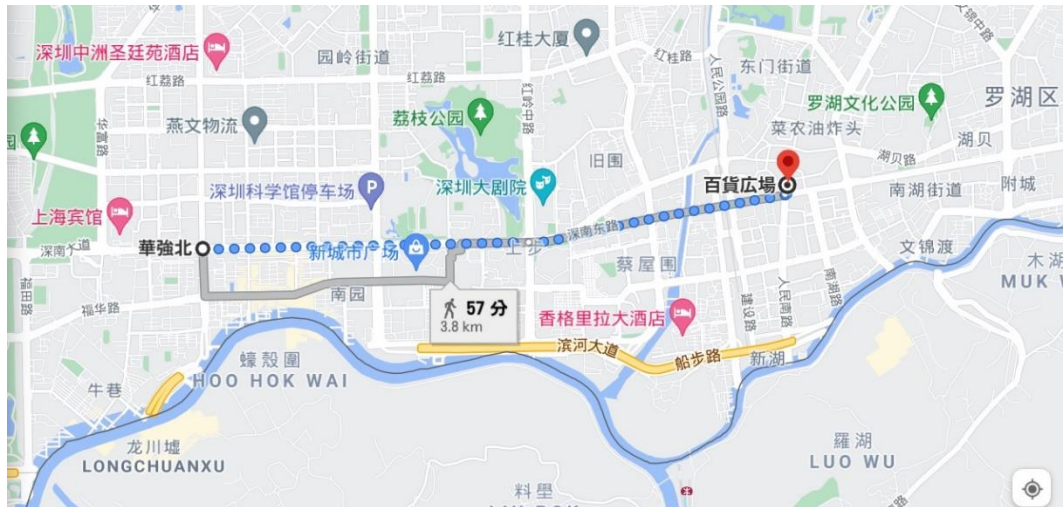 深圳中洲圣廷苑酒店
园岭街道
红桂大厦
红桂路
东门街道
人民公园路
文锦
罗湖区
红荔路
红荔路
燕文物流
荔枝公园
红岭中路
旧围
罗湖文化公园
菜农油炸头
湖贝
湖贝路
园
深圳科学馆停车场
P
深圳大剧院
百貨広場
南湖街道
附城
上海宾馆
深南大道
華強北
新城市广场
上步
深南东路
蔡屋围
文锦渡
木湖
MUK W
福田路
福华路
南园
57 分
3.8 km
香格里拉大酒店
建设路
人民南路
南湖路
滨河大道
船步路
新湖
蠔殼圍
HOO HOK WAI
牛巷
龙川墟
LONGCHUANXU
羅湖
LUO WU
料壆